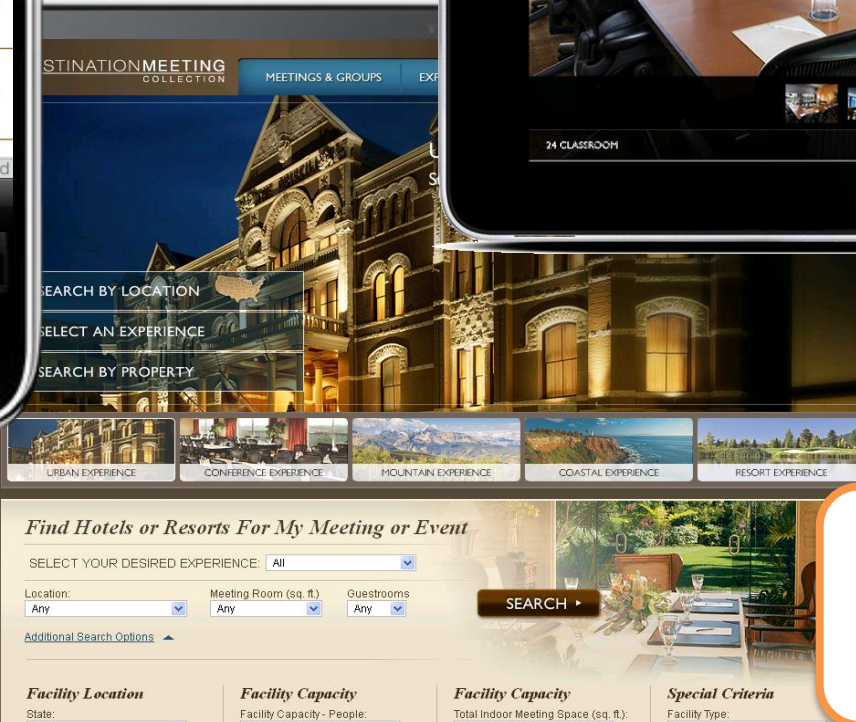 STINATIONMEETING
COLLECTION
MEETINGS & GROUPS
24 CLASSROOM
SEARCH BY LOCATION
SELECT AN EXPERIENCE
SEARCH BY PROPERTY
URBAN EXPERIENCE
CONFERENCE EXPERIENCE
MOUNTAIN EXPERIENCE
COASTAL EXPERIENCE
RESORT EXPERIENCE
Find Hotels or Resorts For My Meeting or Event
SELECT YOUR DESIRED EXPERIENCE: All
Location: Meeting Room (sq. ft.) Guestrooms
Any Any Any
SEARCH
Additional Search Options
Facility Location Facility Capacity Facility Capacity Special Criteria
State: Facility Capacity - People: Total Indoor Meeting Space (sq. ft.): Facility Type: